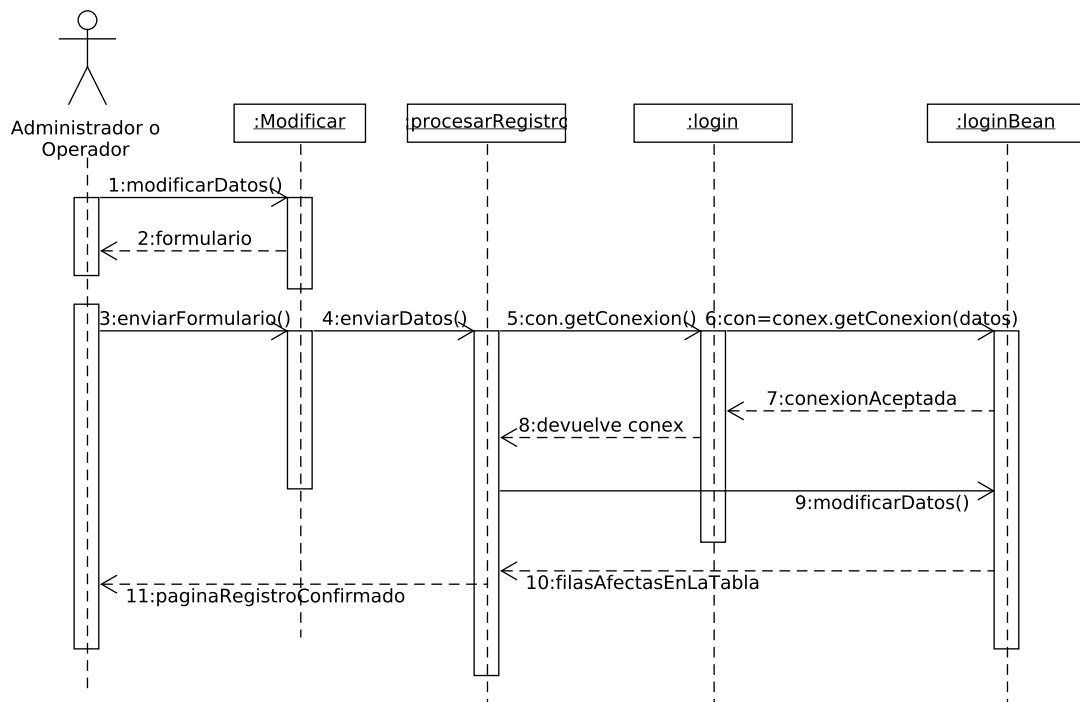 Administrador o
Operador
:Modificar
:procesarRegistro
:login
:loginBean
1:modificarDatos()
2:formulario
3:enviarFormulario()
4:enviarDatos()
5:con.getConexion()
6:con=conex.getConexion(datos)
7:conexionAceptada
8:devuelve conex
9:modificarDatos()
10:filasAfectasEnLaTabla
11:paginaRegistroConfirmado